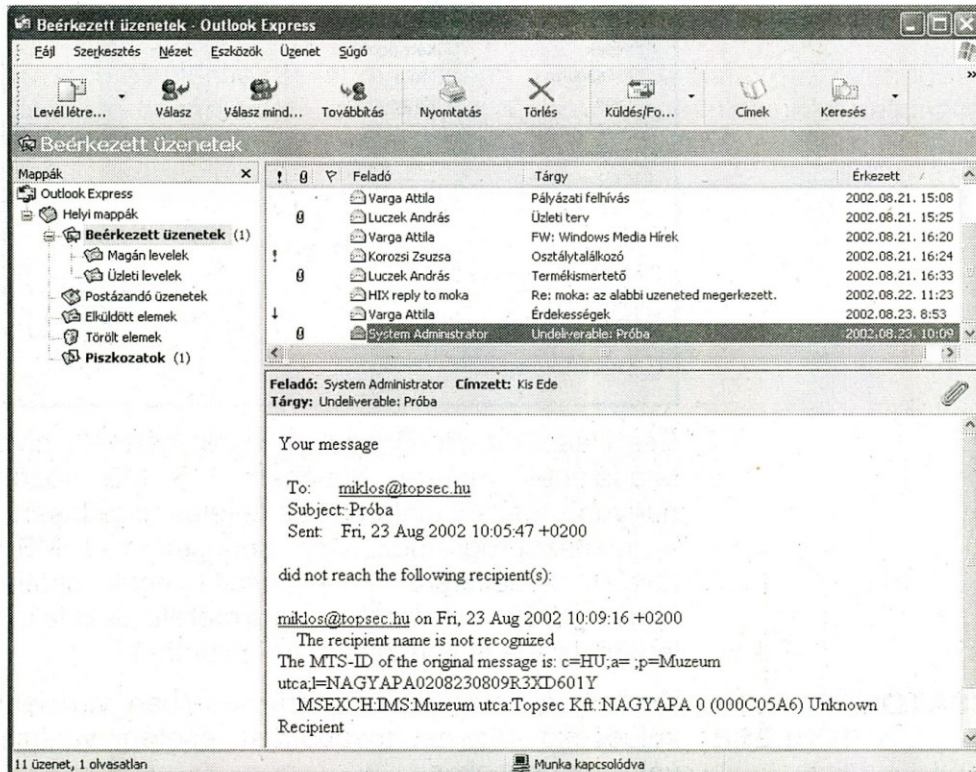 Beérkezett üzenetek - Outlook Express
Fájl Szerkesztés Nézet Eszközök Üzenet Súgó
Levél létre... Válasz Válasz mind... Továbbítás Nyomtatás Törlés Küldés/Fo... Címek Keresés
Beérkezett üzenetek
Mappák
Outlook Express
Helyi mappák
Beérkezett üzenetek (1)
Magán levelek
Üzleti levelek
Postázandó üzenetek
Elküldött elemek
Törölt elemek
Piszkozatok (1)
! Feladó Tárgy Érkezett
Varga Attila Pályázati felhívás 2002.08.21. 15:08
Luczek András Üzleti terv 2002.08.21. 15:25
Varga Attila FW: Windows Media Hírek 2002.08.21. 16:20
! Korozsi Zsuzsa Osztálytalálkozó 2002.08.21. 16:24
Luczek András Termékismertető 2002.08.21. 16:33
HIX reply to moka Re: moka: az alabbi uzeneted megerkezett. 2002.08.22. 11:23
Varga Attila Érdekességek 2002.08.23. 8:53
System Administrator Undeliverable: Próba 2002.08.23. 10:09
Feladó: System Administrator Címzett: Kis Ede
Tárgy: Undeliverable: Próba
Your message
To: miklos@topsec.hu
Subject: Próba
Sent: Fri, 23 Aug 2002 10:05:47 +0200
did not reach the following recipient(s):
miklos@topsec.hu on Fri, 23 Aug 2002 10:09:16 +0200
The recipient name is not recognized
The MTS-ID of the original message is: c=HU;a= ;p=Muzeum
utca;l=NAGYAPA0208230809R3XD601Y
MSEXCH:IMS:Muzeum utca:Topsec Kft.:NAGYAPA 0 (000C05A6) Unknown
Recipient
11 üzenet, 1 olvasatlan
Munka kapcsolódva